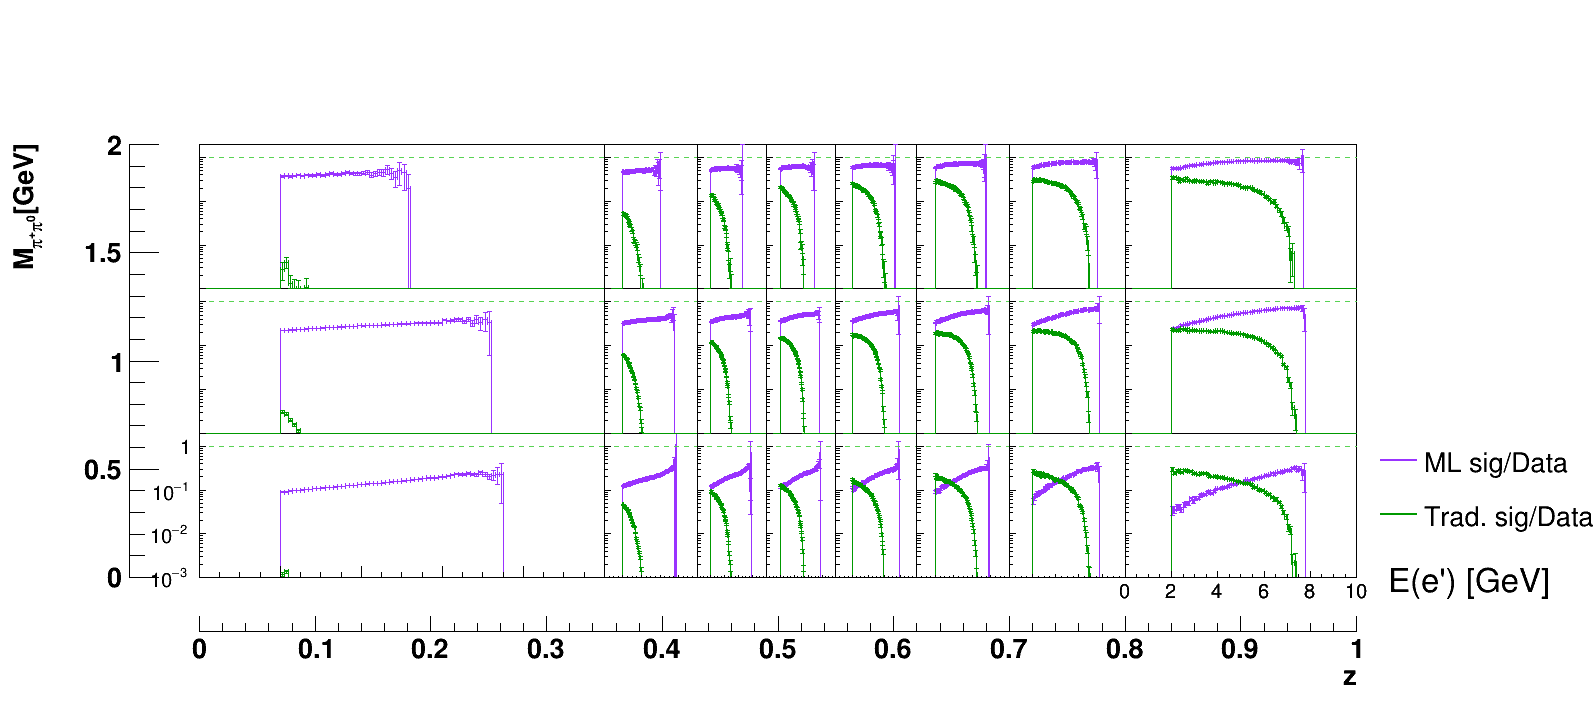 M_{π⁺π⁰}[GeV]
2
1.5
1
0.5
0
1
10⁻¹
10⁻²
10⁻³
ML sig/Data
Trad. sig/Data
0 2 4 6 8 10
E(e') [GeV]
0 0.1 0.2 0.3 0.4 0.5 0.6 0.7 0.8 0.9 1
z